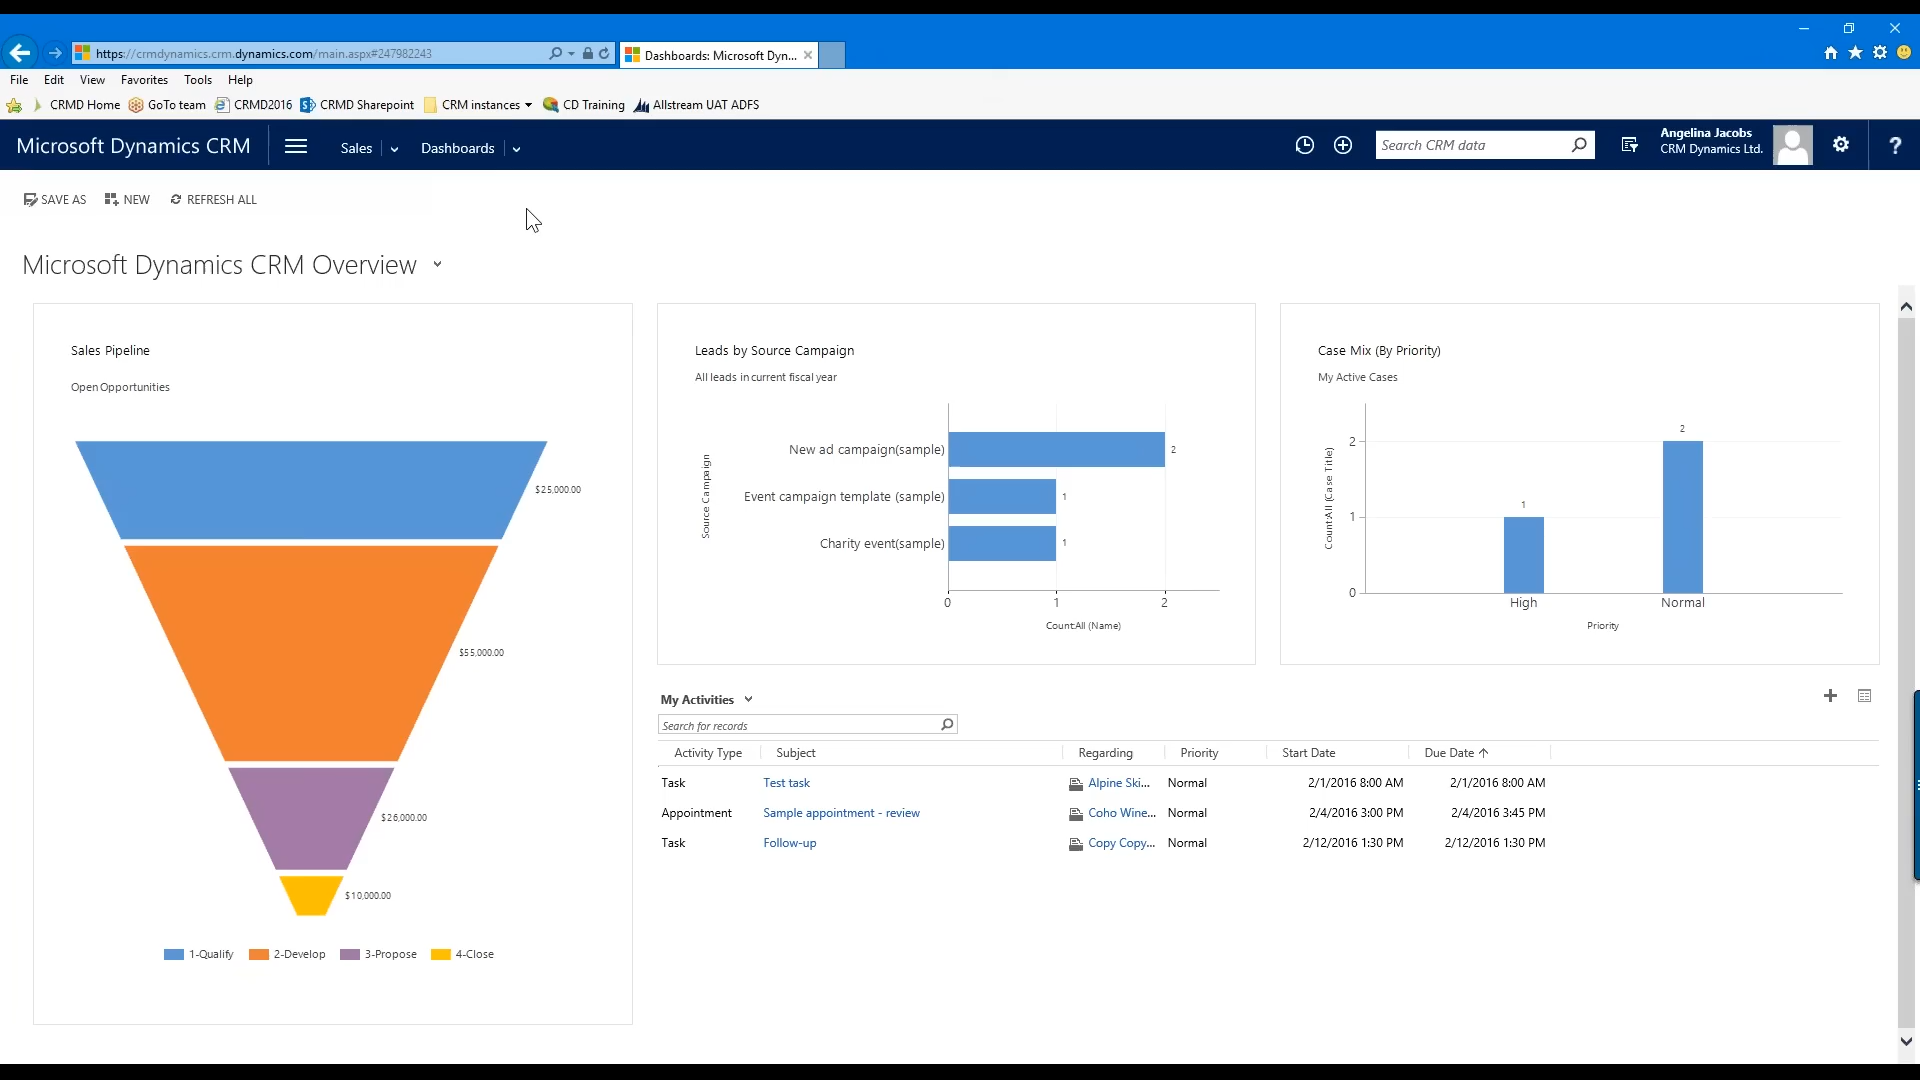 https://crmdynamics.crm.dynamics.com/main.aspx#247982243
Dashboards: Microsoft Dyn...
File Edit View Favorites Tools Help
CRMD Home GoTo team CRMD2016 CRMD Sharepoint CRM instances CD Training Allstream UAT ADFS
Microsoft Dynamics CRM Sales Dashboards Search CRM data Angelina Jacobs
CRM Dynamics Ltd. ?
SAVE AS NEW REFRESH ALL
Microsoft Dynamics CRM Overview
Sales Pipeline
Open Opportunities
$25,000.00
$55,000.00
$26,000.00
$10,000.00
1-Qualify 2-Develop 3-Propose 4-Close
Leads by Source Campaign
All leads in current fiscal year
Source Campaign
New ad campaign(sample) 2
Event campaign template (sample) 1
Charity event(sample) 1
0 1 2
Count:All (Name)
Case Mix (By Priority)
My Active Cases
Count:All (Case Title)
2
1
0
1
2
High Normal
Priority
My Activities
Search for records
Activity Type Subject Regarding Priority Start Date Due Date
Task Test task Alpine Ski... Normal 2/1/2016 8:00 AM 2/1/2016 8:00 AM
Appointment Sample appointment - review Coho Wine... Normal 2/4/2016 3:00 PM 2/4/2016 3:45 PM
Task Follow-up Copy Copy... Normal 2/12/2016 1:30 PM 2/12/2016 1:30 PM